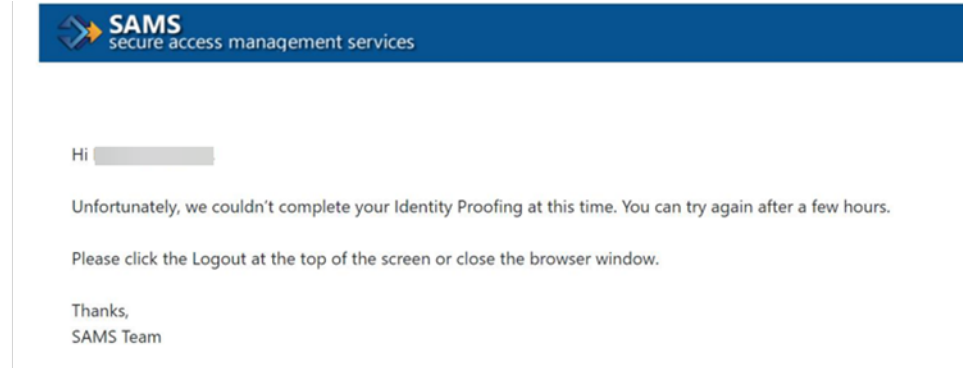 SAMS
secure access management services
Hi
Unfortunately, we couldn't complete your Identity Proofing at this time. You can try again after a few hours.
Please click the Logout at the top of the screen or close the browser window.
Thanks,
SAMS Team